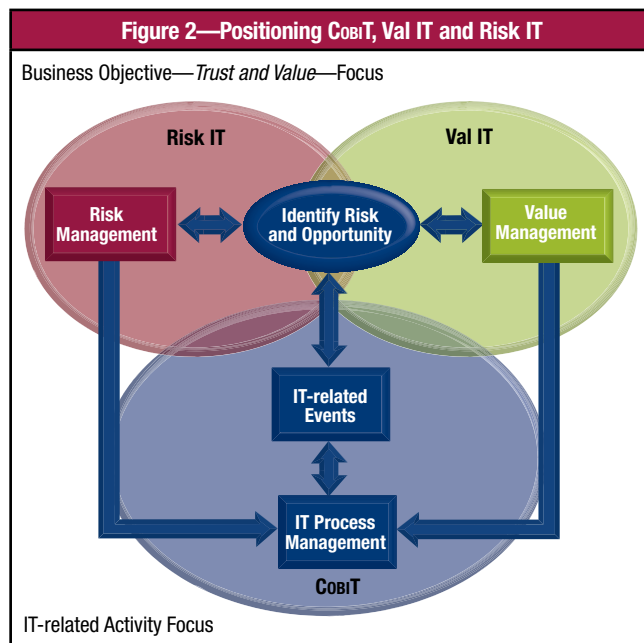 Figure 2—Positioning COBIT, Val IT and Risk IT
Business Objective—Trust and Value—Focus
Risk IT
Val IT
Risk
Management
Identify Risk
and Opportunity
Value
Management
IT-related
Events
IT Process
Management
COBIT
IT-related Activity Focus